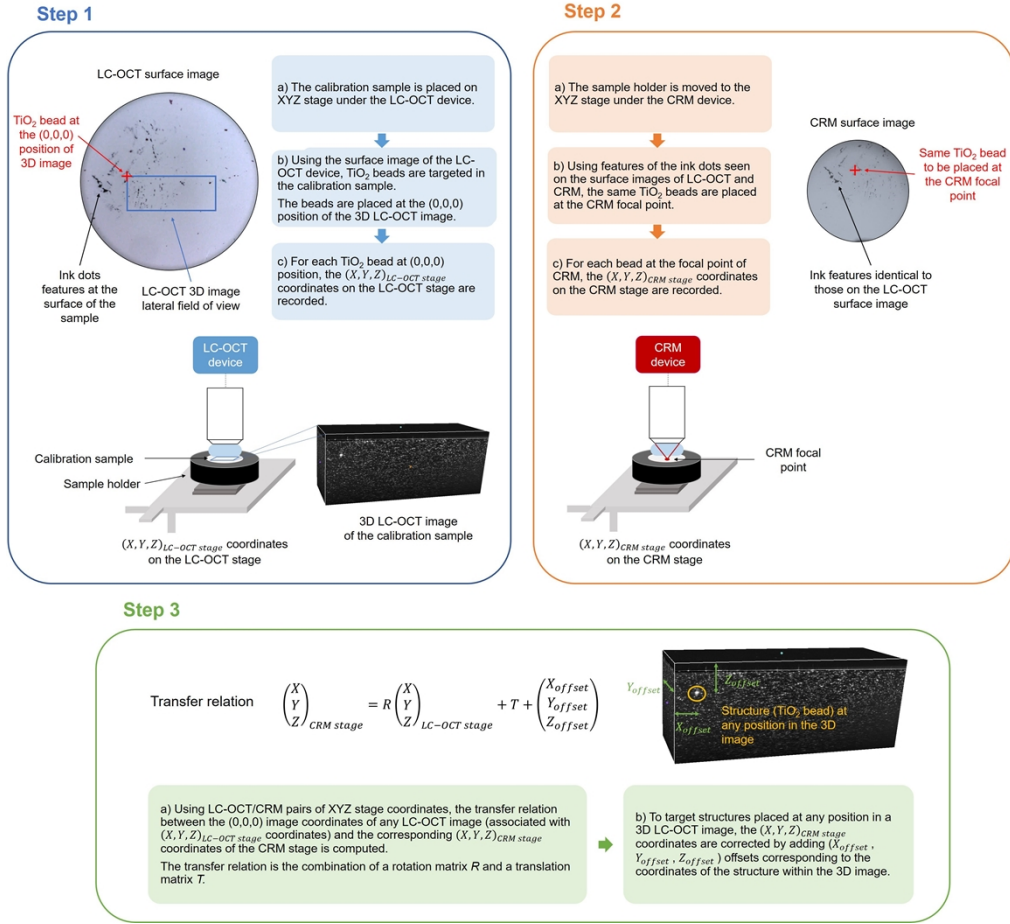 Step 1
LC-OCT surface image
TiO₂ bead at
the (0,0,0)
position of
3D image
Ink dots
features at the
surface of the
sample
LC-OCT 3D image
lateral field of view
a) The calibration sample is placed on
XYZ stage under the LC-OCT device.
b) Using the surface image of the LC-
OCT device, TiO₂ beads are targeted
in the calibration sample.
The beads are placed at the (0,0,0)
position of the 3D LC-OCT image.
c) For each TiO₂ bead at (0,0,0)
position, the (X,Y,Z)LC−OCT stage
coordinates on the LC-OCT stage are
recorded.
LC-OCT
device
Calibration sample
Sample holder
(X,Y,Z)LC−OCT stage coordinates
on the LC-OCT stage
3D LC-OCT image
of the calibration sample
Step 2
a) The sample holder is moved to the
XYZ stage under the CRM device.
b) Using features of the ink dots seen
on the surface images of LC-OCT and
CRM, the same TiO₂ beads are placed
at the CRM focal point.
c) For each bead at the focal point of
CRM, the (X,Y,Z)CRM stage coordinates
on the CRM stage are recorded.
CRM surface image
Same TiO₂ bead
to be placed at
the CRM focal
point
Ink features identical to
those on the LC-OCT
surface image
CRM
device
CRM focal
point
(X,Y,Z)CRM stage coordinates
on the CRM stage
Step 3
Transfer relation
(X Y Z)CRM stage = R (X Y Z)LC−OCT stage + T + (Xoffset Yoffset Zoffset)
Yoffset
Zoffset
Xoffset
Structure (TiO₂ bead) at
any position in the 3D
image
a) Using LC-OCT/CRM pairs of XYZ stage coordinates, the transfer relation
between the (0,0,0) image coordinates of any LC-OCT image (associated with
(X,Y,Z)LC−OCT stage coordinates) and the corresponding (X,Y,Z)CRM stage
coordinates of the CRM stage is computed.
The transfer relation is the combination of a rotation matrix R and a translation
matrix T.
b) To target structures placed at any position in a
3D LC-OCT image, the (X,Y,Z)CRM stage
coordinates are corrected by adding (Xoffset ,
Yoffset , Zoffset ) offsets corresponding to the
coordinates of the structure within the 3D image.